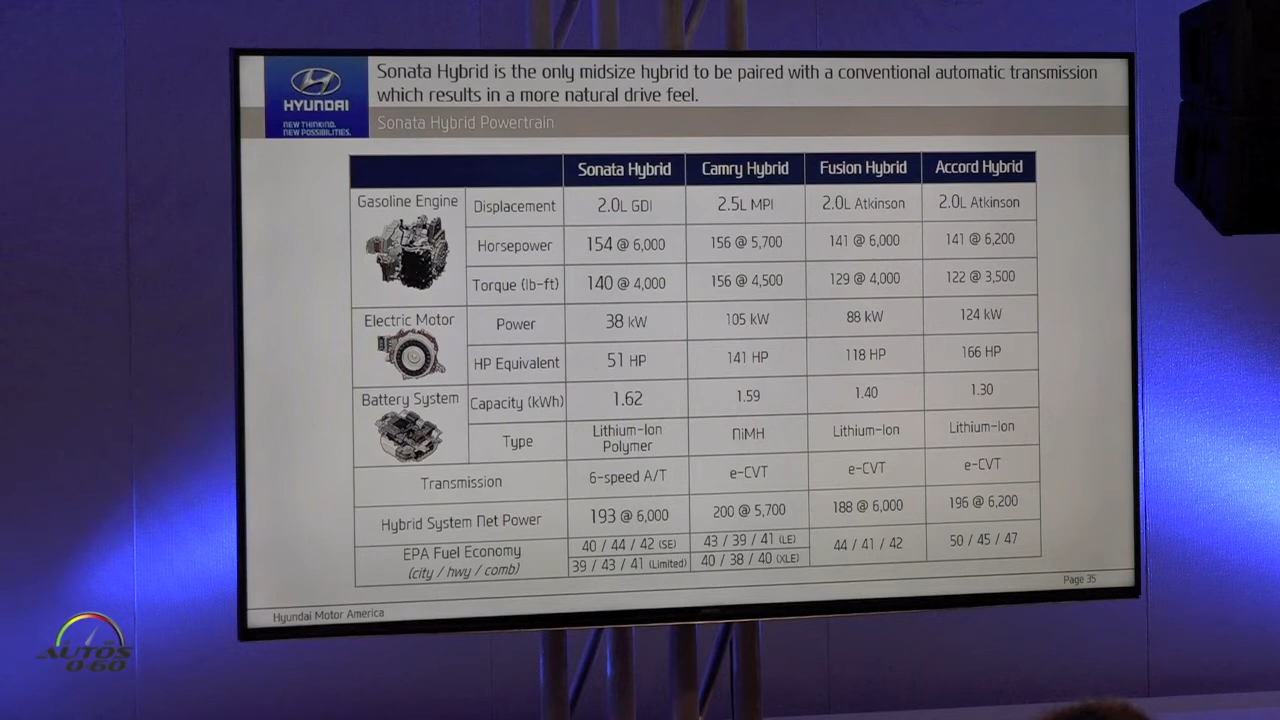 HYUNDAI
NEW THINKING.
NEW POSSIBILITIES.
Sonata Hybrid is the only midsize hybrid to be paired with a conventional automatic transmission
which results in a more natural drive feel.
Sonata Hybrid Powertrain
Sonata Hybrid Camry Hybrid Fusion Hybrid Accord Hybrid
Gasoline Engine
Displacement 2.0L GDI 2.5L MPI 2.0L Atkinson 2.0L Atkinson
Horsepower 154 @ 6,000 156 @ 5,700 141 @ 6,000 141 @ 6,200
Torque (lb-ft) 140 @ 4,000 156 @ 4,500 129 @ 4,000 122 @ 3,500
Electric Motor
Power 38 kW 105 kW 88 kW 124 kW
HP Equivalent 51 HP 141 HP 118 HP 166 HP
Battery System
Capacity (kWh) 1.62 1.59 1.40 1.30
Type Lithium-Ion Polymer NiMH Lithium-Ion Lithium-Ion
Transmission 6-speed A/T e-CVT e-CVT e-CVT
Hybrid System Net Power 193 @ 6,000 200 @ 5,700 188 @ 6,000 196 @ 6,200
EPA Fuel Economy
(city / hwy / comb)
40 / 44 / 42 (SE) 43 / 39 / 41 (LE) 44 / 41 / 42 50 / 45 / 47
39 / 43 / 41 (Limited) 40 / 38 / 40 (XLE)
Page 35
Hyundai Motor America
AUTOS
0-60